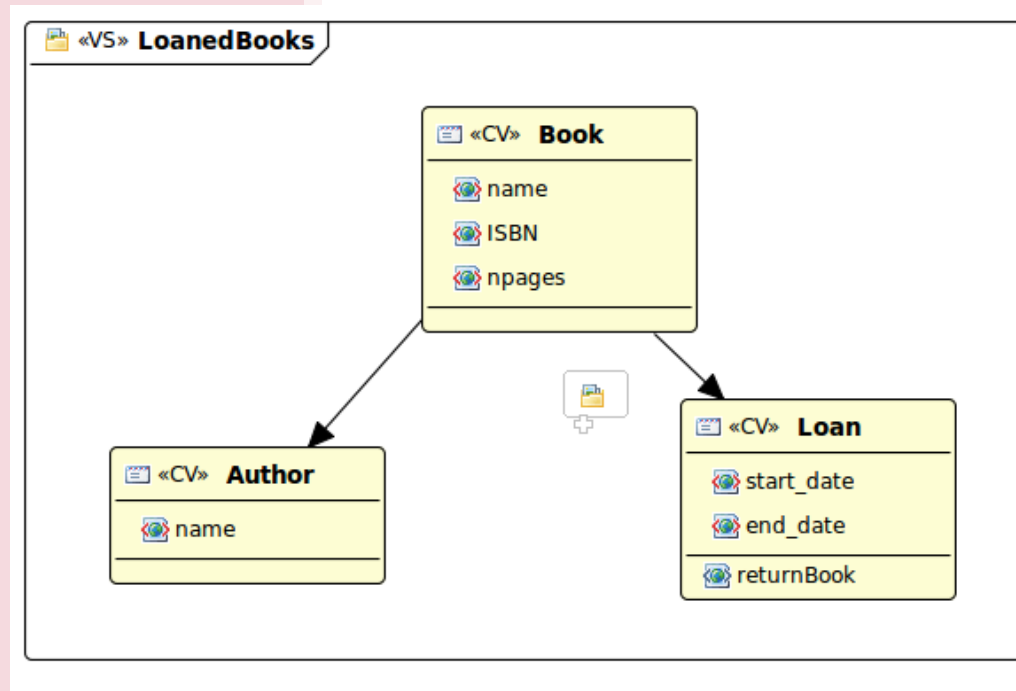 «VS» LoanedBooks
«CV» Book
name
ISBN
npages
«CV» Author
name
«CV» Loan
start_date
end_date
returnBook